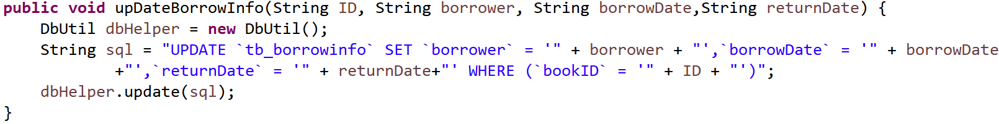 public void upDateBorrowInfo(String ID, String borrower, String borrowDate,String returnDate) {
    DbUtil dbHelper = new DbUtil();
    String sql = "UPDATE `tb_borrowinfo` SET `borrower` = '" + borrower + "',`borrowDate` = '" + borrowDate
            +"',`returnDate` = '" + returnDate+"' WHERE (`bookID` = '" + ID + "')";
    dbHelper.update(sql);
}